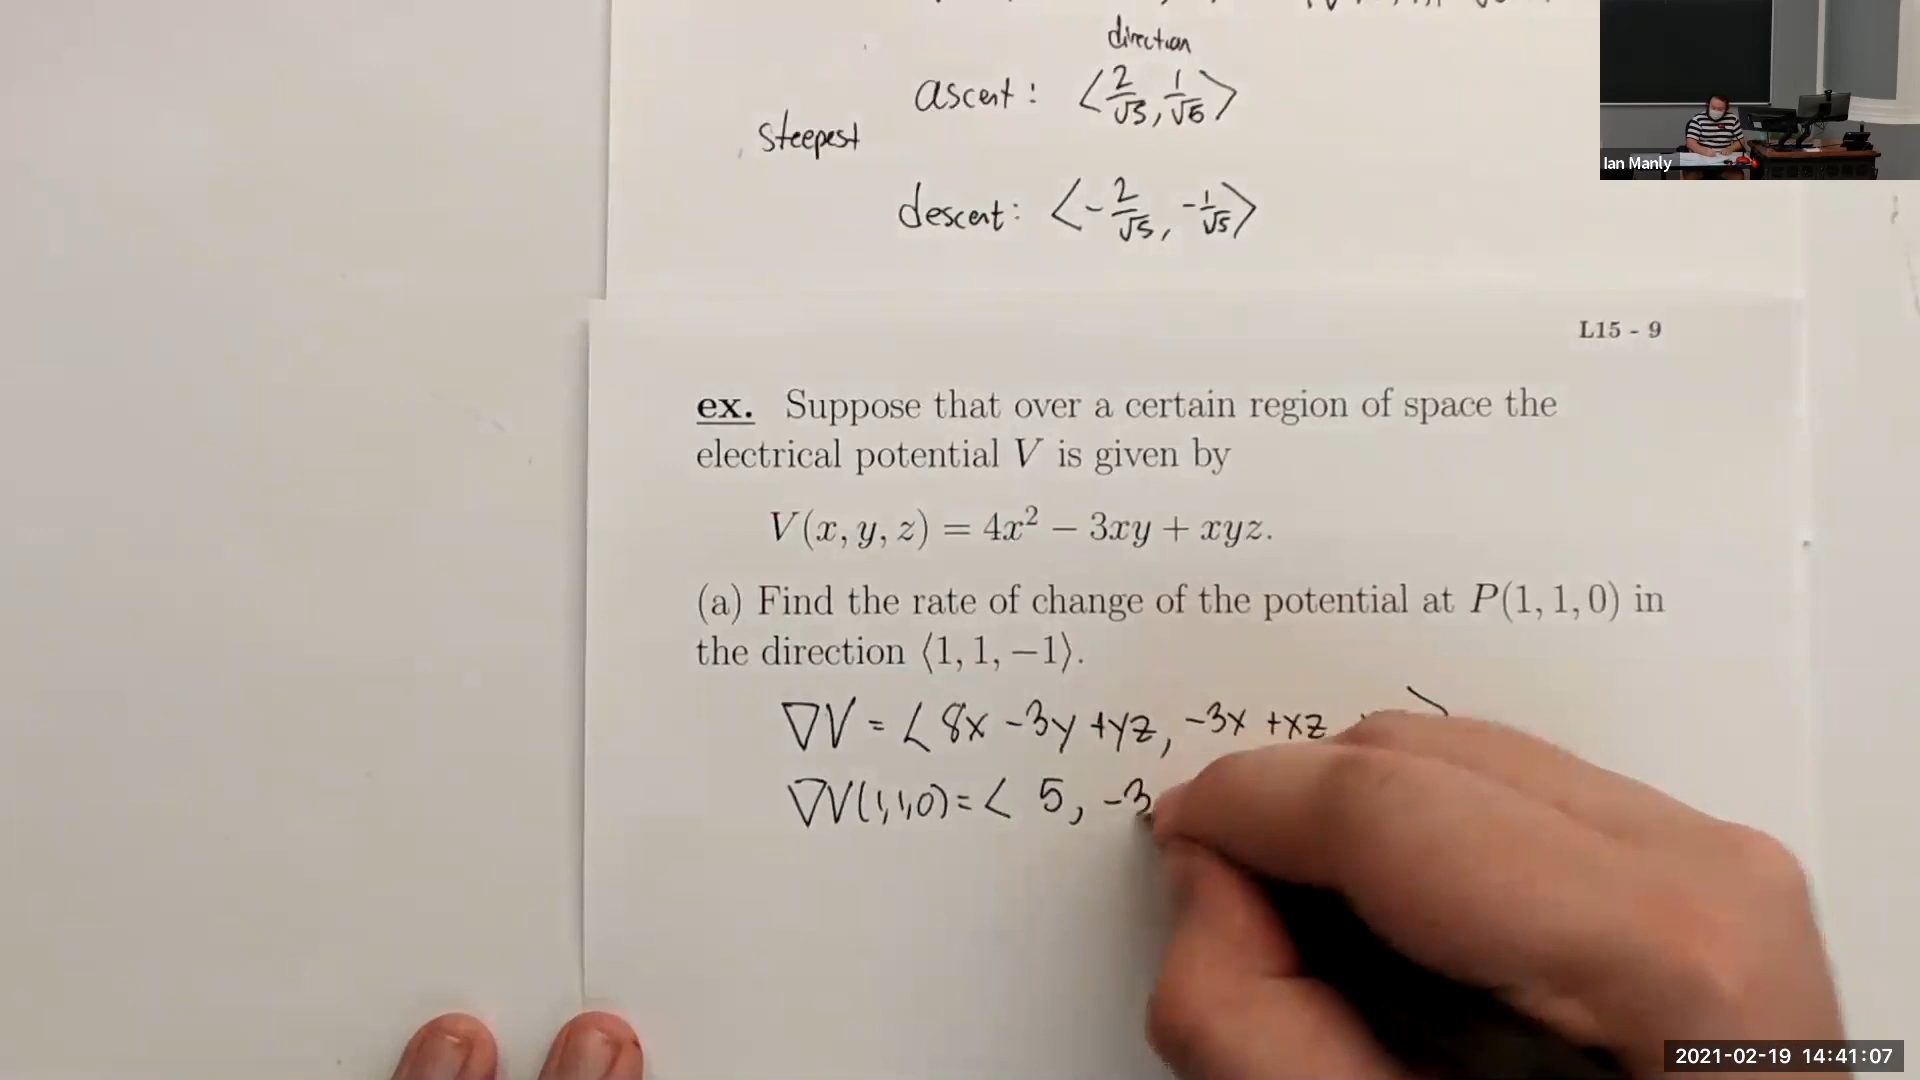 direction
ascent: ⟨2/√5, 1/√5⟩
steepest
descent: ⟨-2/√5, -1/√5⟩
Ian Manly
L15 - 9
ex. Suppose that over a certain region of space the
electrical potential V is given by
V(x, y, z) = 4x² − 3xy + xyz.
(a) Find the rate of change of the potential at P(1, 1, 0) in
the direction ⟨1, 1, −1⟩.
∇V = ⟨ 8x -3y +yz, -3x +xz ⟩
∇V(1,1,0) = ⟨ 5, -3
2021-02-19 14:41:07